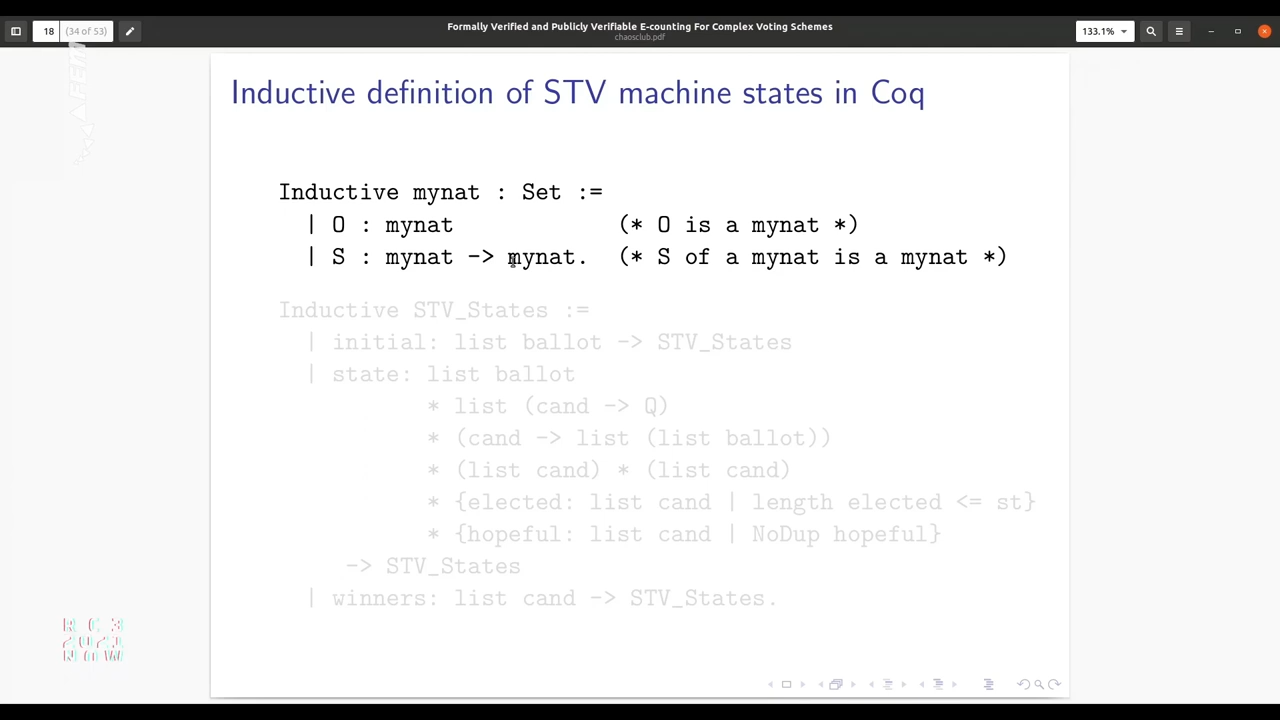 18 (34 of 53)
Formally Verified and Publicly Verifiable E-counting For Complex Voting Schemes
chaosclub.pdf
133.1%
Inductive definition of STV machine states in Coq
Inductive mynat : Set :=
| O : mynat (* O is a mynat *)
| S : mynat -> mynat. (* S of a mynat is a mynat *)
Inductive STV_States :=
| initial: list ballot -> STV_States
| state: list ballot
* list (cand -> Q)
* (cand -> list (list ballot))
* (list cand) * (list cand)
* {elected: list cand | length elected <= st}
* {hopeful: list cand | NoDup hopeful}
-> STV_States
| winners: list cand -> STV_States.
RC3
2021
NOW